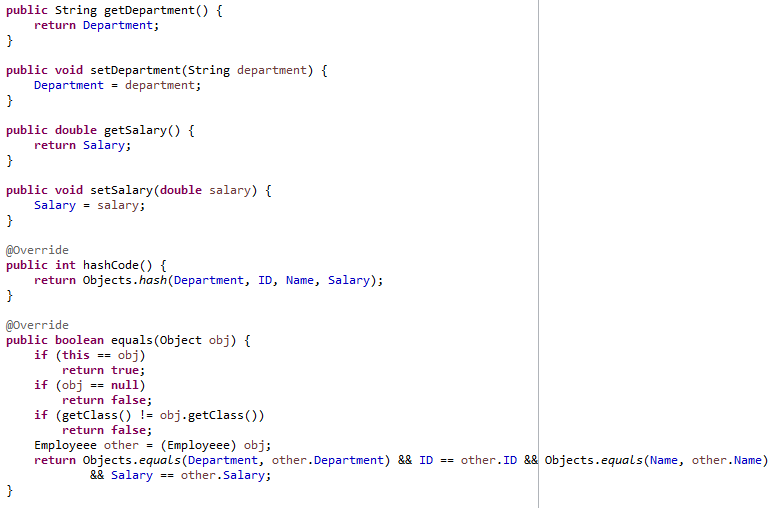 public String getDepartment() {
    return Department;
}

public void setDepartment(String department) {
    Department = department;
}

public double getSalary() {
    return Salary;
}

public void setSalary(double salary) {
    Salary = salary;
}

@Override
public int hashCode() {
    return Objects.hash(Department, ID, Name, Salary);
}

@Override
public boolean equals(Object obj) {
    if (this == obj)
        return true;
    if (obj == null)
        return false;
    if (getClass() != obj.getClass())
        return false;
    Employeee other = (Employeee) obj;
    return Objects.equals(Department, other.Department) && ID == other.ID && Objects.equals(Name, other.Name)
            && Salary == other.Salary;
}